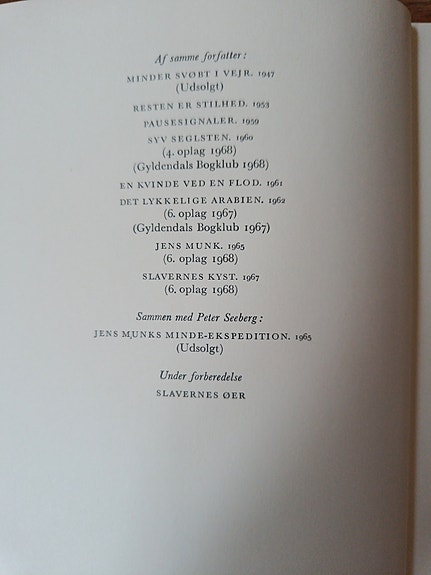 Af samme forfatter:
MINDER SVØBT I VEJR. 1947
(Udsolgt)
RESTEN ER STILHED. 1953
PAUSESIGNALER. 1959
SYV SEGLSTEN. 1960
(4. oplag 1968)
(Gyldendals Bogklub 1968)
EN KVINDE VED EN FLOD. 1961
DET LYKKELIGE ARABIEN. 1962
(6. oplag 1967)
(Gyldendals Bogklub 1967)
JENS MUNK. 1965
(6. oplag 1968)
SLAVERNES KYST. 1967
(6. oplag 1968)
Sammen med Peter Seeberg:
JENS MUNKS MINDE-EKSPEDITION. 1965
(Udsolgt)
Under forberedelse
SLAVERNES ØER